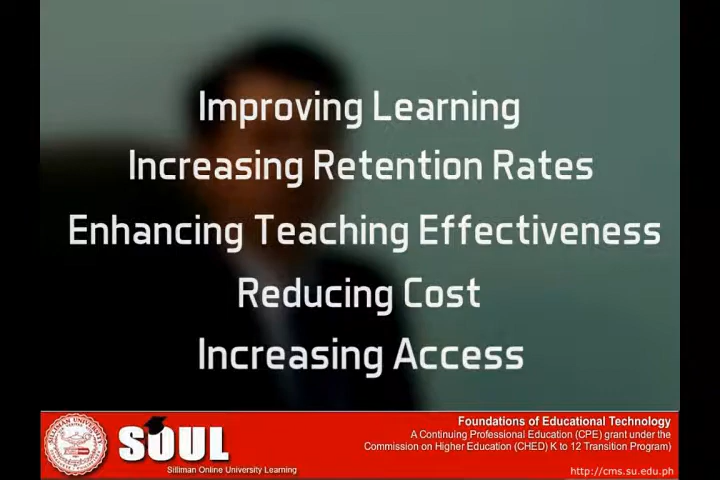 Improving Learning
Increasing Retention Rates
Enhancing Teaching Effectiveness
Reducing Cost
Increasing Access
SOUL
Silliman Online University Learning
Foundations of Educational Technology
A Continuing Professional Education (CPE) grant under the
Commission on Higher Education (CHED) K to 12 Transition Program)
http://cms.su.edu.ph